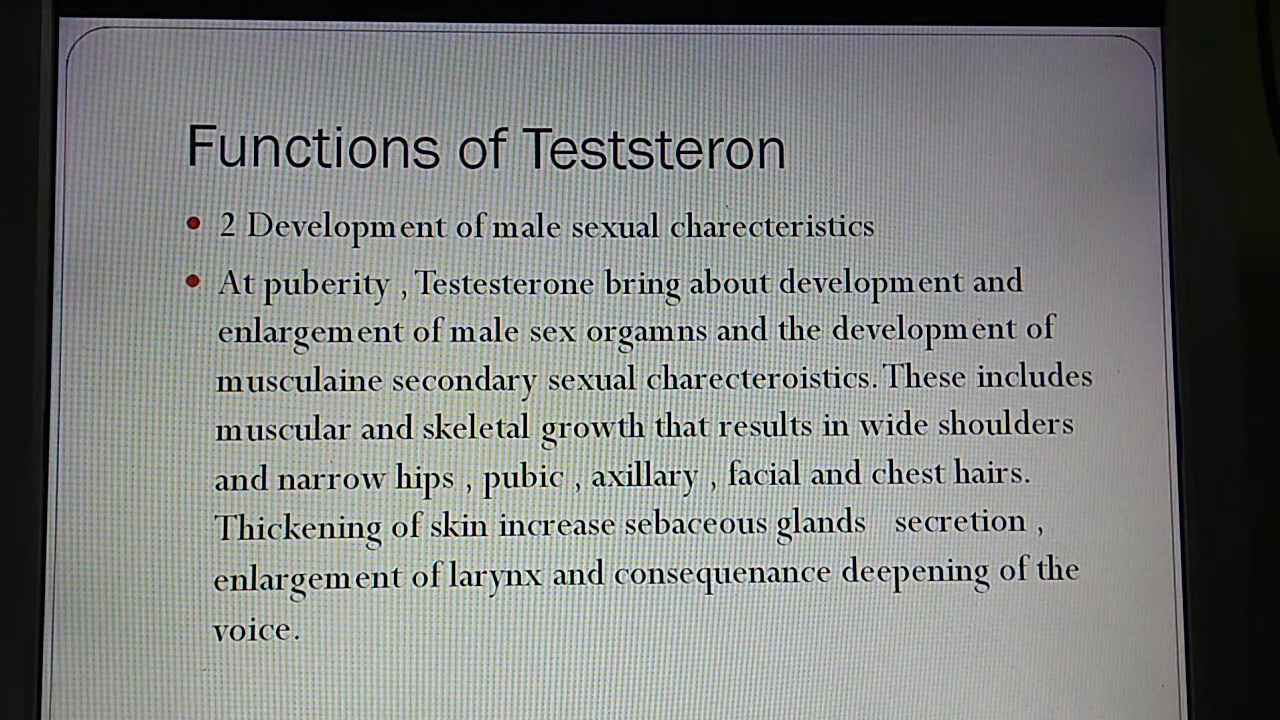 Functions of Teststeron
• 2 Development of male sexual charecteristics
• At puberity , Testesterone bring about development and
enlargement of male sex orgamns and the development of
musculaine secondary sexual charecteroistics. These includes
muscular and skeletal growth that results in wide shoulders
and narrow hips , pubic , axillary , facial and chest hairs.
Thickening of skin increase sebaceous glands secretion ,
enlargement of larynx and consequenance deepening of the
voice.